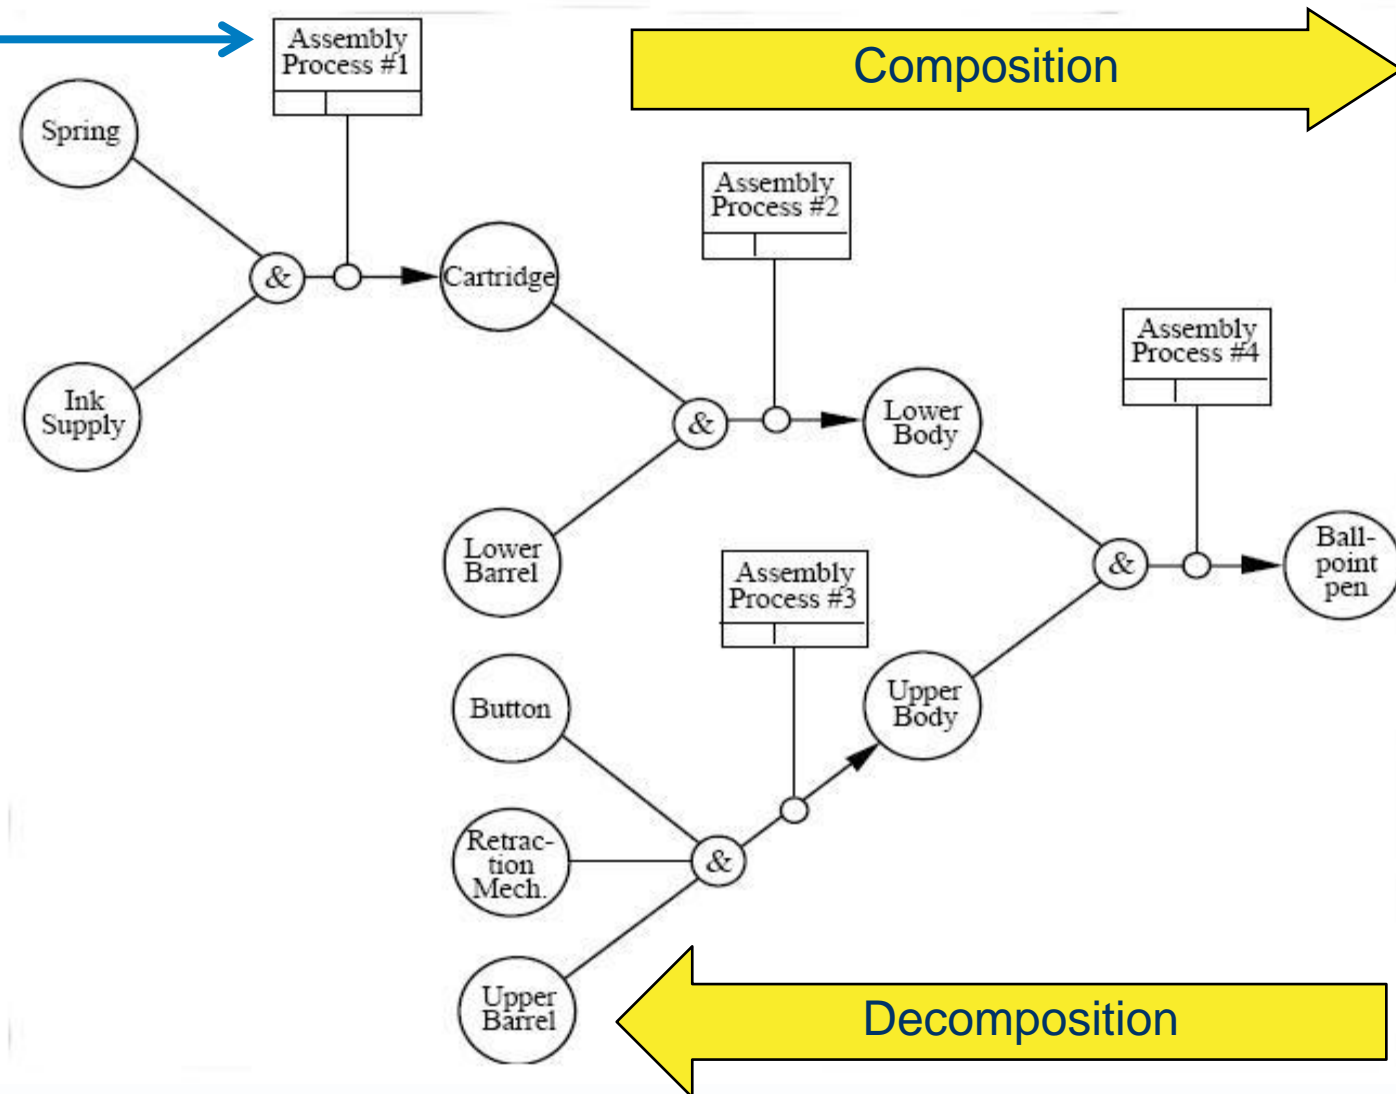 Assembly
Process #1
Composition
Spring
Assembly
Process #2
&
Cartridge
Assembly
Process #4
Ink
Supply
&
Lower
Body
Lower
Barrel
Assembly
Process #3
&
Ball-
point
pen
Button
Upper
Body
Retrac-
tion
Mech.
&
Upper
Barrel
Decomposition